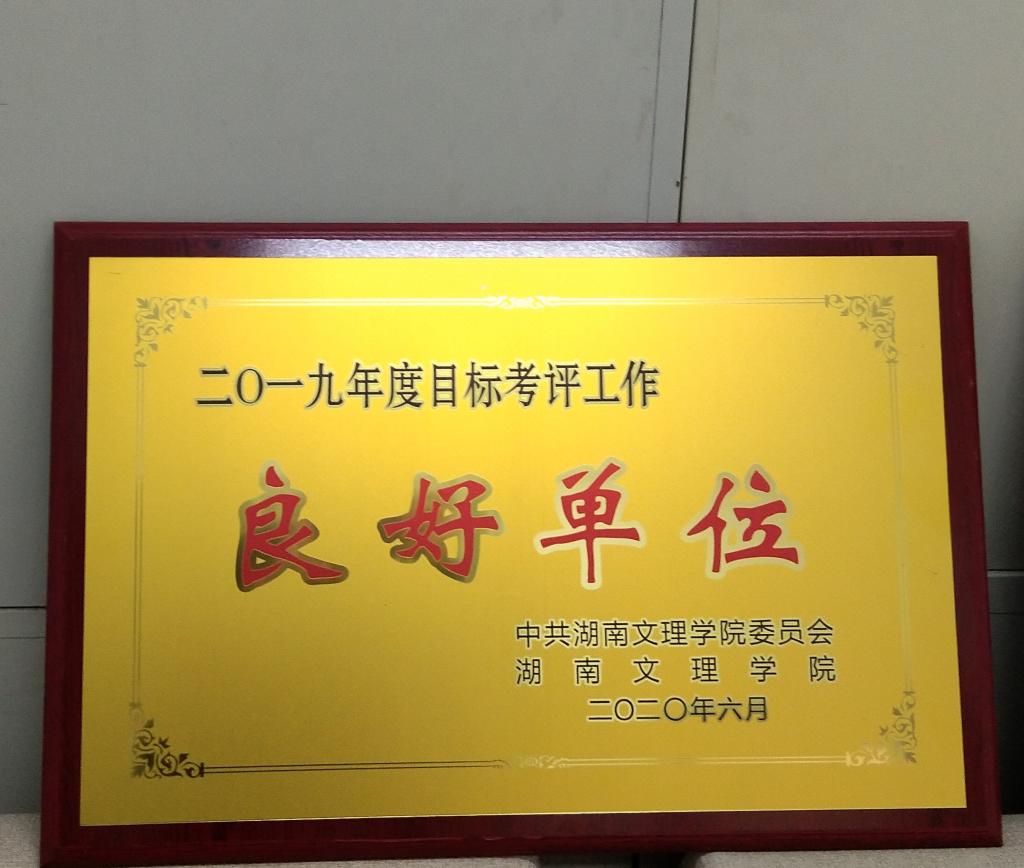 二〇一九年度目标考评工作
良好单位
中共湖南文理学院委员会
湖南文理学院
二〇二〇年六月